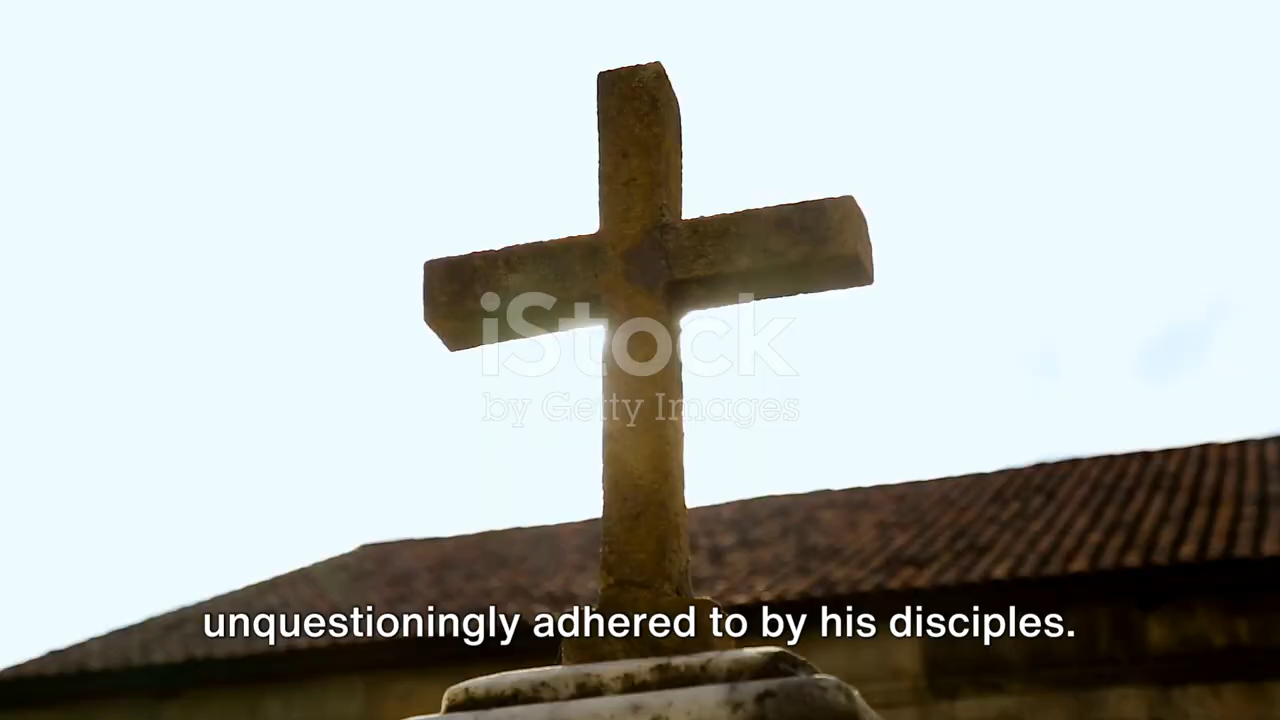 iStock
by Getty Images
unquestioningly adhered to by his disciples.